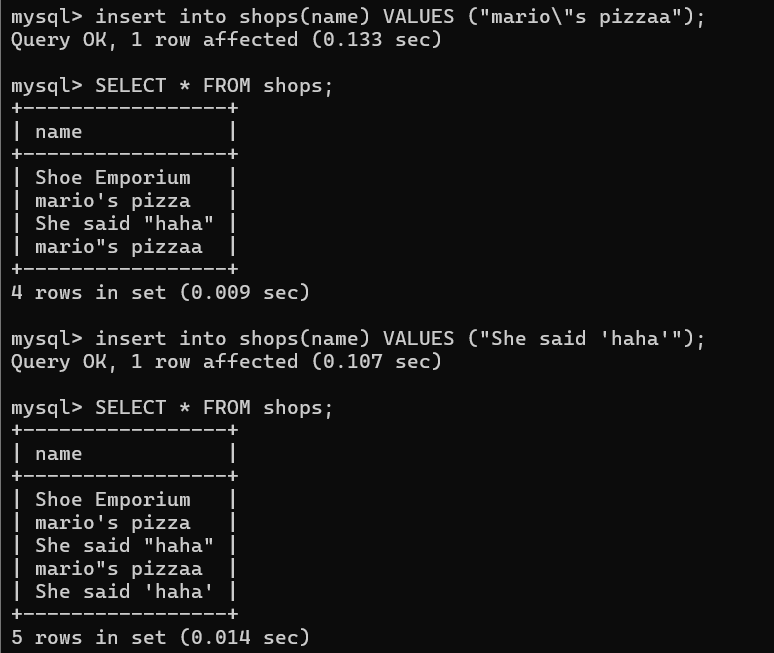 mysql> insert into shops(name) VALUES ("mario\"s pizzaa");
Query OK, 1 row affected (0.133 sec)
mysql> SELECT * FROM shops;
+-----------------+
| name            |
+-----------------+
| Shoe Emporium   |
| mario's pizza   |
| She said "haha" |
| mario"s pizzaa  |
+-----------------+
4 rows in set (0.009 sec)
mysql> insert into shops(name) VALUES ("She said 'haha'");
Query OK, 1 row affected (0.107 sec)
mysql> SELECT * FROM shops;
+-----------------+
| name            |
+-----------------+
| Shoe Emporium   |
| mario's pizza   |
| She said "haha" |
| mario"s pizzaa  |
| She said 'haha' |
+-----------------+
5 rows in set (0.014 sec)